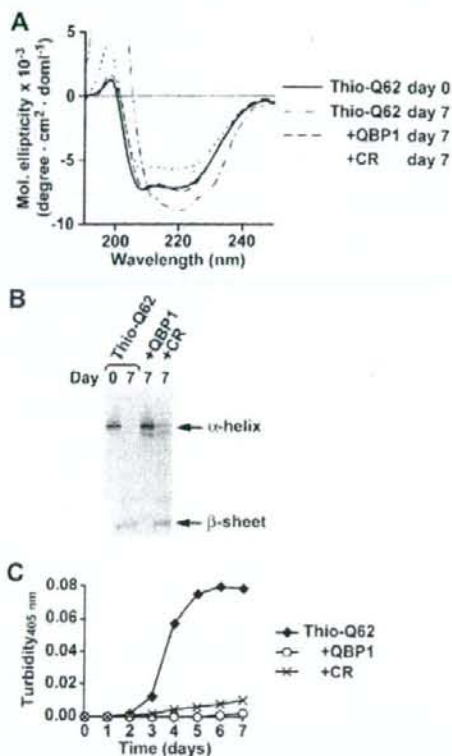 A
Mol. ellipticity x 10⁻³
(degree · cm² · domI⁻¹)
5
0
-5
-10
200
220
240
Wavelength (nm)
Thio-Q62 day 0
Thio-Q62 day 7
+QBP1 day 7
+CR day 7
B
Thio-Q62
+QBP1
+CR
Day 0 7 7 7
α-helix
β-sheet
C
Turbidity405 nm
0.08
0.06
0.04
0.02
0.00
0 1 2 3 4 5 6 7
Time (days)
Thio-Q62
+QBP1
+CR